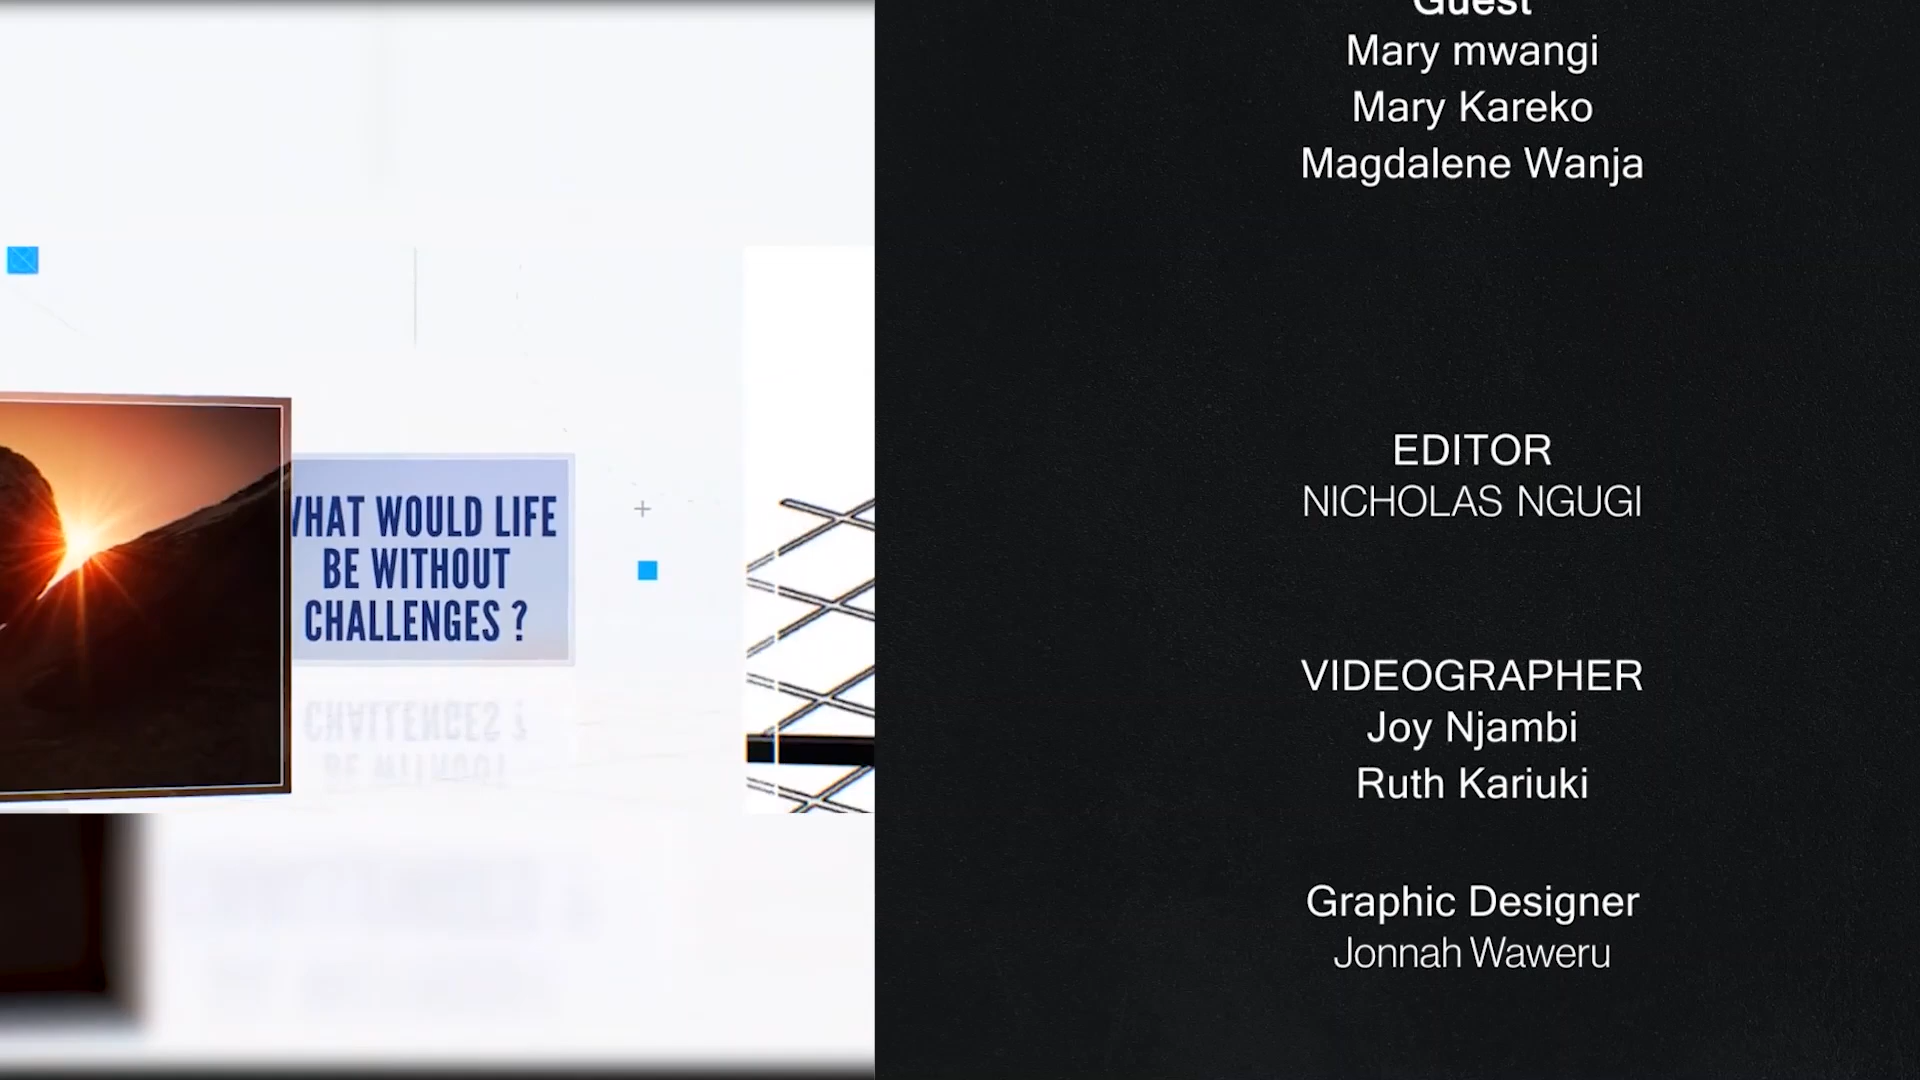 WHAT WOULD LIFE
BE WITHOUT
CHALLENGES ?
Guest
Mary mwangi
Mary Kareko
Magdalene Wanja
EDITOR
NICHOLAS NGUGI
VIDEOGRAPHER
Joy Njambi
Ruth Kariuki
Graphic Designer
Jonnah Waweru